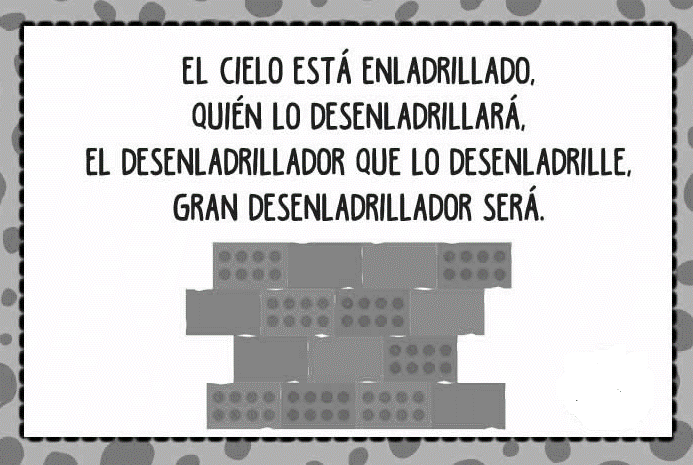 EL CIELO ESTÁ ENLADRILLADO,
QUIÉN LO DESENLADRILLARÁ,
EL DESENLADRILLADOR QUE LO DESENLADRILLE,
GRAN DESENLADRILLADOR SERÁ.